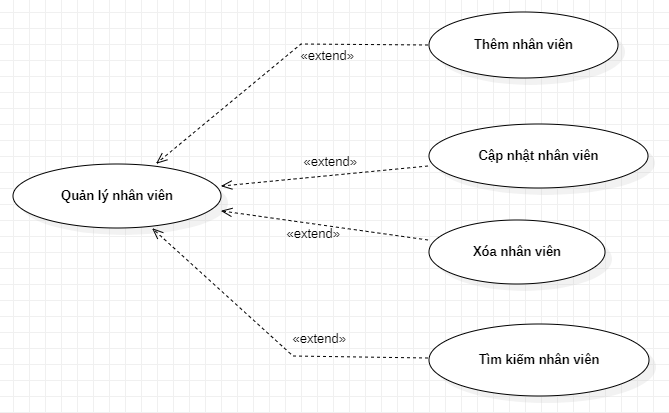 Thêm nhân viên
«extend»
Cập nhật nhân viên
«extend»
Quản lý nhân viên
«extend»
Xóa nhân viên
«extend»
Tìm kiếm nhân viên